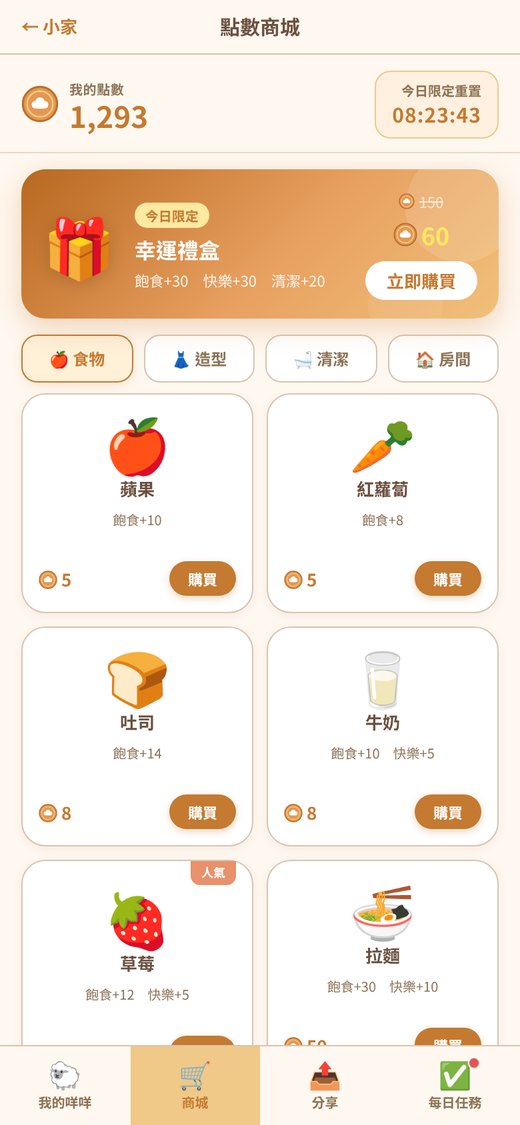 ← 小家
點數商城
我的點數
1,293
今日限定重置
08:23:43
今日限定
幸運禮盒
飽食+30 快樂+30 清潔+20
150
60
立即購買
食物
造型
清潔
房間
蘋果
飽食+10
5
購買
紅蘿蔔
飽食+8
5
購買
吐司
飽食+14
8
購買
牛奶
飽食+10 快樂+5
8
購買
人氣
草莓
飽食+12 快樂+5
拉麵
飽食+30 快樂+10
購買
我的咩咩
商城
分享
每日任務